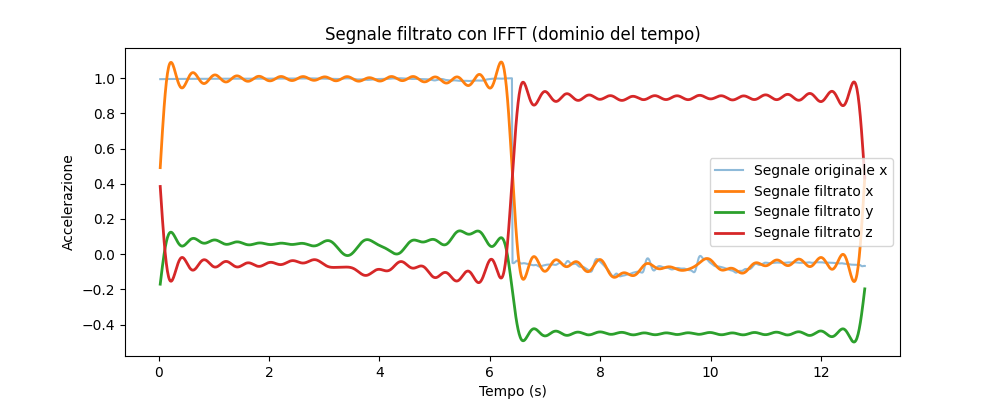 Segnale filtrato con IFFT (dominio del tempo)
Accelerazione
1.0
0.8
0.6
0.4
0.2
0.0
−0.2
−0.4
Segnale originale x
Segnale filtrato x
Segnale filtrato y
Segnale filtrato z
0 2 4 6 8 10 12
Tempo (s)